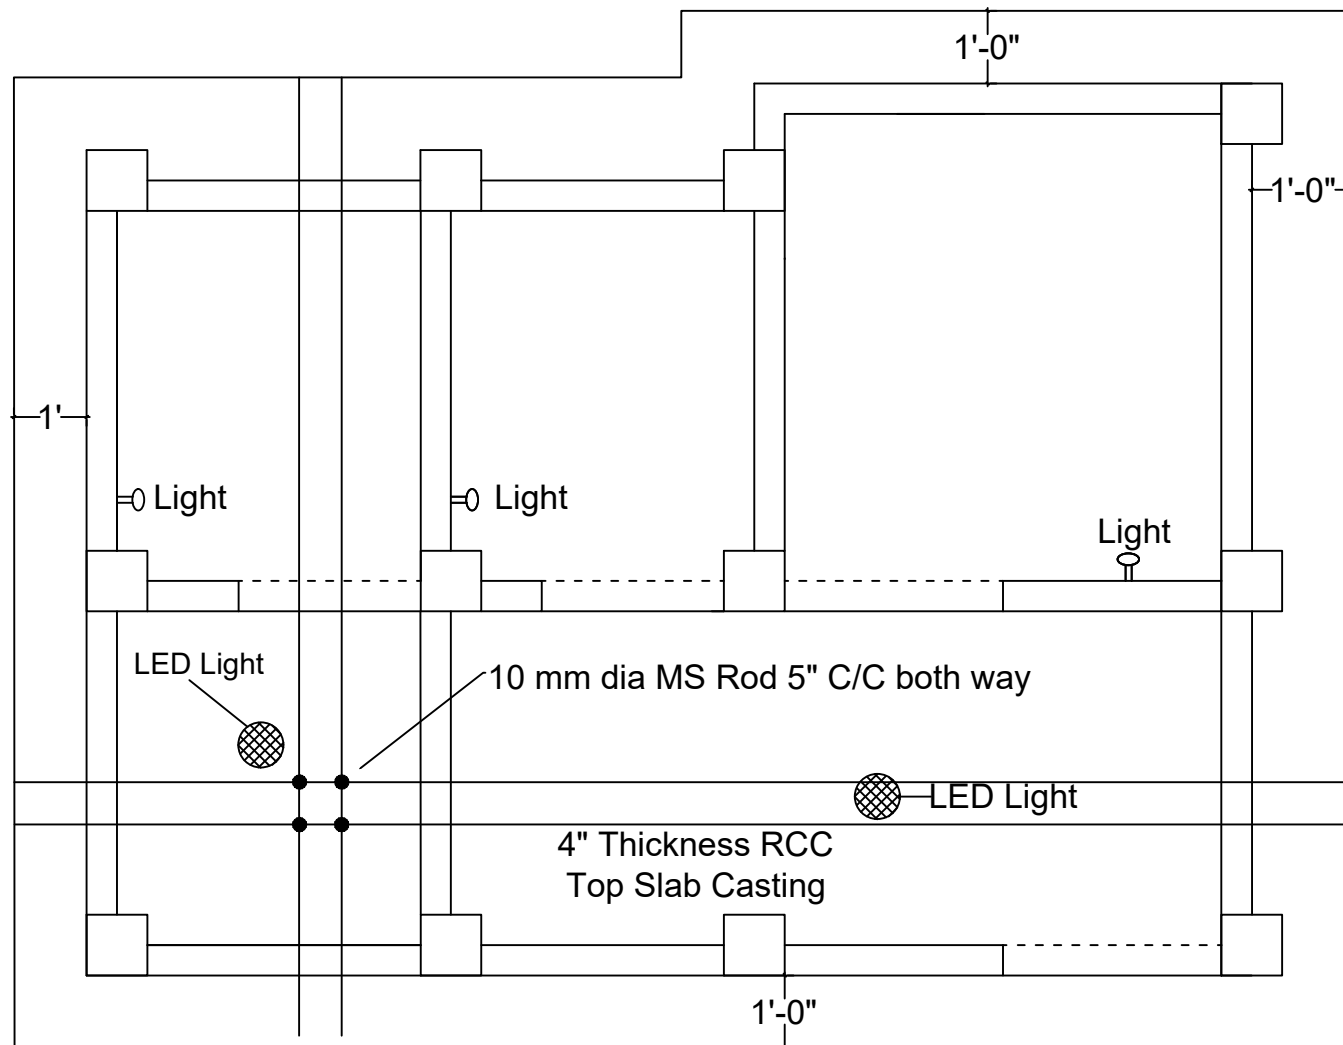 1'-0"
1'-0"
1'
Light
Light
Light
LED Light
10 mm dia MS Rod 5" C/C both way
LED Light
4" Thickness RCC
Top Slab Casting
1'-0"